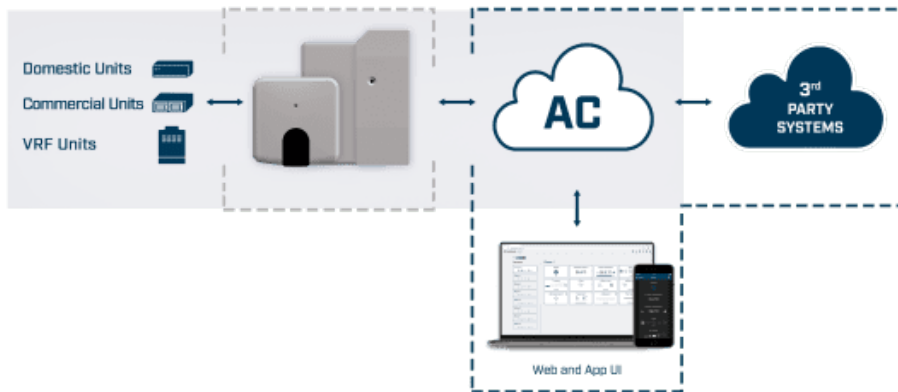 Domestic Units
Commercial Units
VRF Units
AC
3rd
PARTY
SYSTEMS
Web and App UI